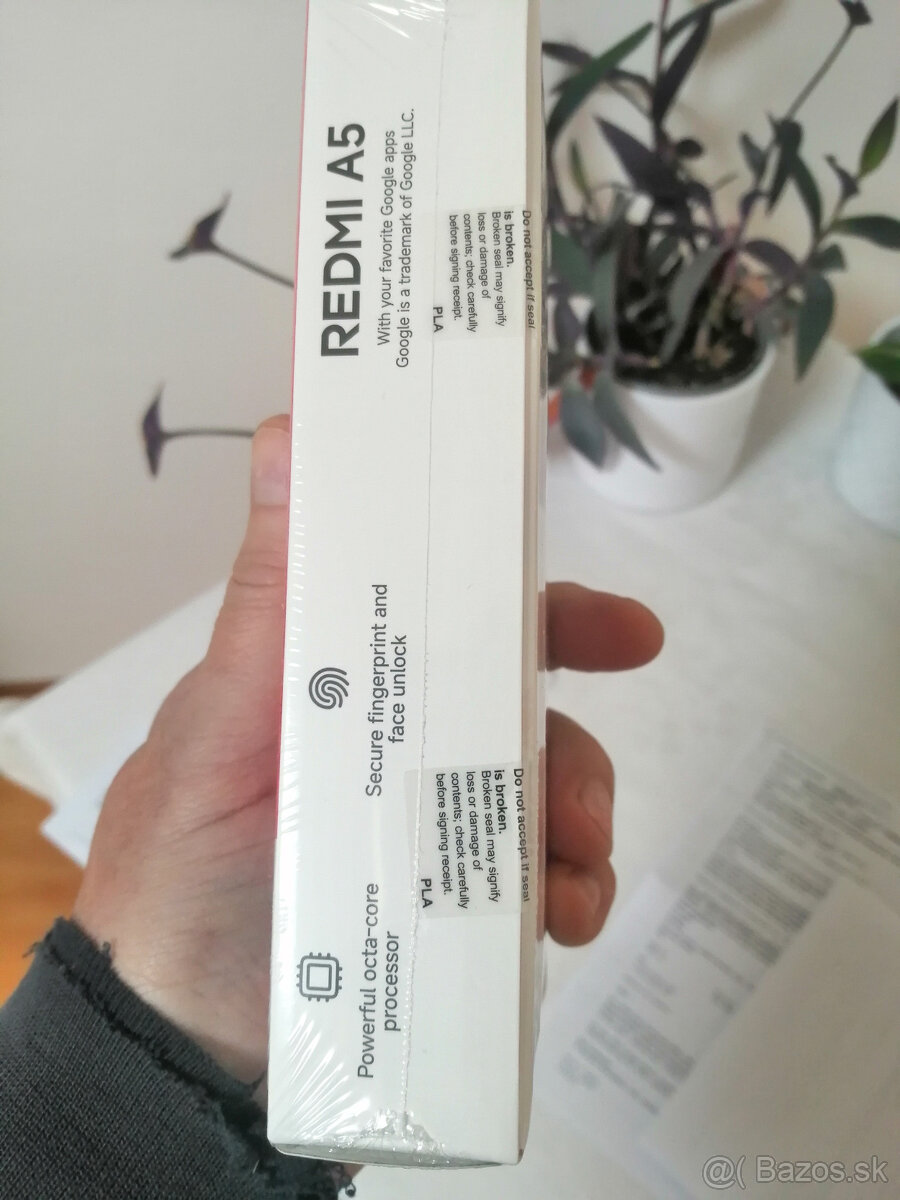 REDMI A5
With your favorite Google apps
Google is a trademark of Google LLC.
Do not accept if seal
is broken.
Broken seal may signify
loss or damage of
contents; check carefully
before signing receipt.
PLA
Secure fingerprint and
face unlock
Do not accept if seal
is broken.
Broken seal may signify
loss or damage of
contents; check carefully
before signing receipt.
PLA
Powerful octa-core
processor
@( Bazos.sk